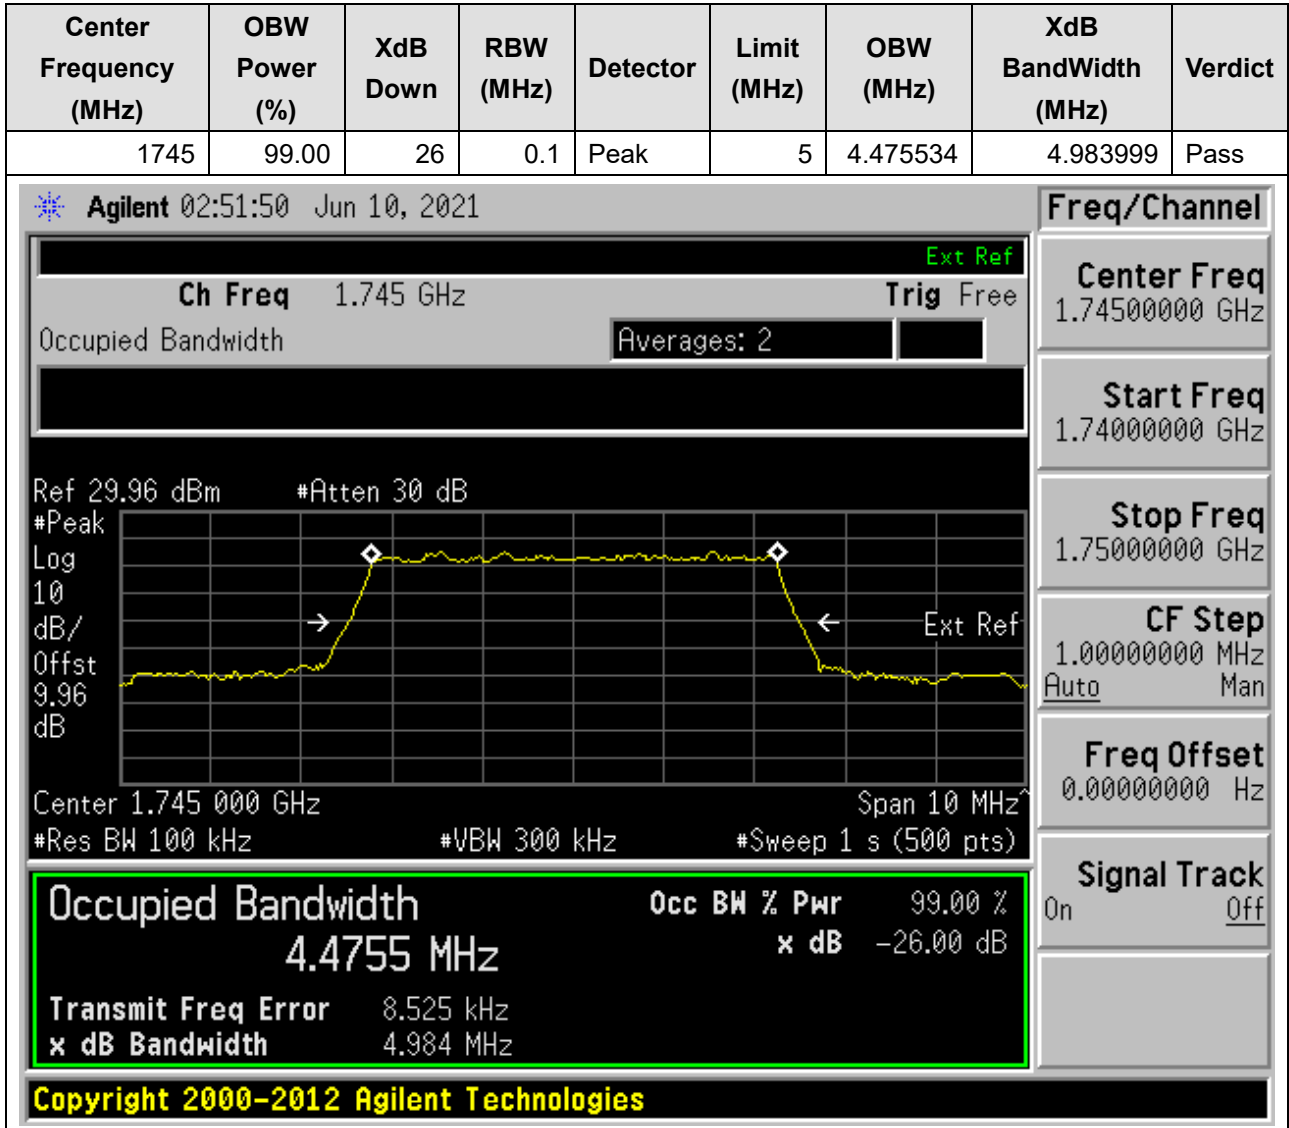 Center Frequency (MHz) OBW Power (%) XdB Down RBW (MHz) Detector Limit (MHz) OBW (MHz) XdB BandWidth (MHz) Verdict
1745 99.00 26 0.1 Peak 5 4.475534 4.983999 Pass
Agilent 02:51:50 Jun 10, 2021
Ext Ref
Ch Freq 1.745 GHz Trig Free
Occupied Bandwidth Averages: 2
Ref 29.96 dBm #Atten 30 dB
#Peak
Log
10
dB/
Offst
9.96
dB
Ext Ref
Center 1.745 000 GHz Span 10 MHz^
#Res BW 100 kHz #VBW 300 kHz #Sweep 1 s (500 pts)
Occupied Bandwidth Occ BW % Pwr 99.00 %
4.4755 MHz x dB -26.00 dB
Transmit Freq Error 8.525 kHz
x dB Bandwidth 4.984 MHz
Copyright 2000-2012 Agilent Technologies
Freq/Channel
Center Freq
1.74500000 GHz
Start Freq
1.74000000 GHz
Stop Freq
1.75000000 GHz
CF Step
1.00000000 MHz
Auto Man
Freq Offset
0.00000000 Hz
Signal Track
On Off